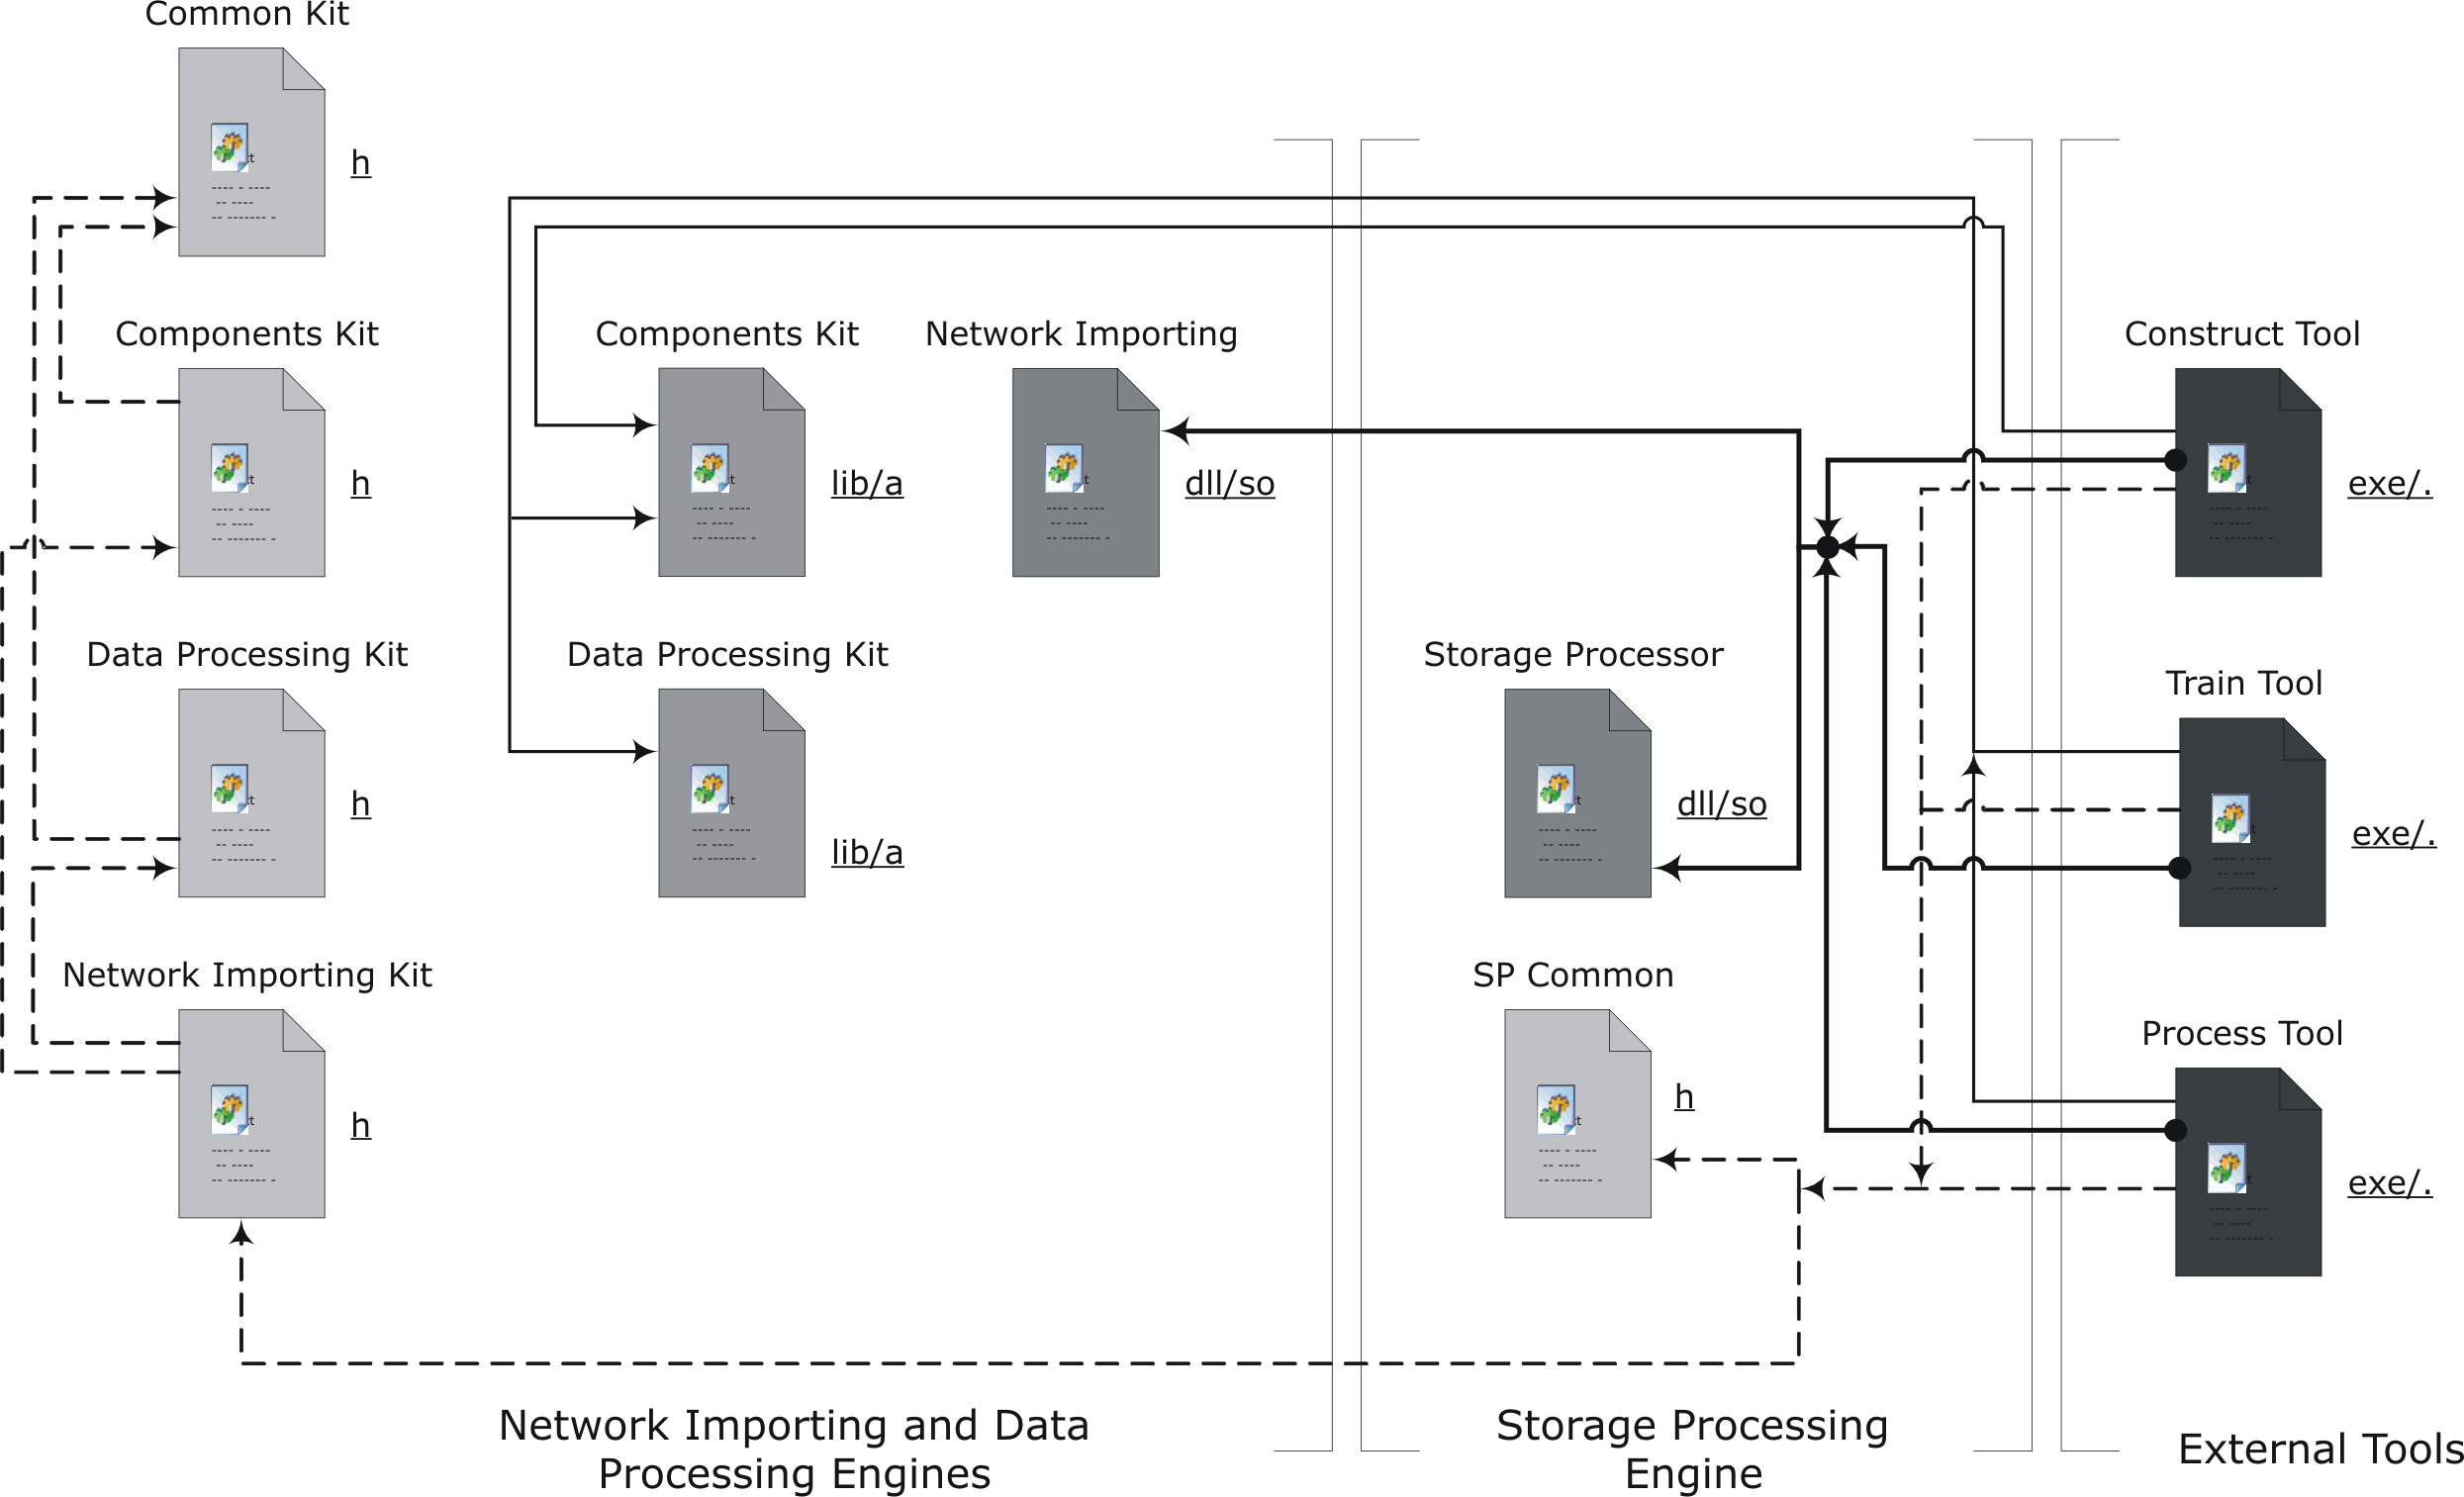 Common Kit
h
Components Kit
h
Components Kit
lib/a
Network Importing
dll/so
Construct Tool
exe/.
Data Processing Kit
h
Data Processing Kit
lib/a
Storage Processor
dll/so
Train Tool
exe/.
Network Importing Kit
h
SP Common
h
Process Tool
exe/.
Network Importing and Data
Processing Engines
Storage Processing
Engine
External Tools